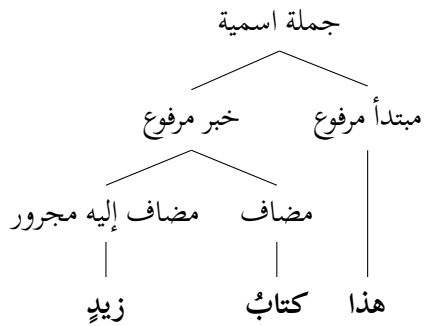 جملة اسمية
مبتدأ مرفوع خبر مرفوع
مضاف مضاف إليه مجرور
هذا كتابُ زيدٍ